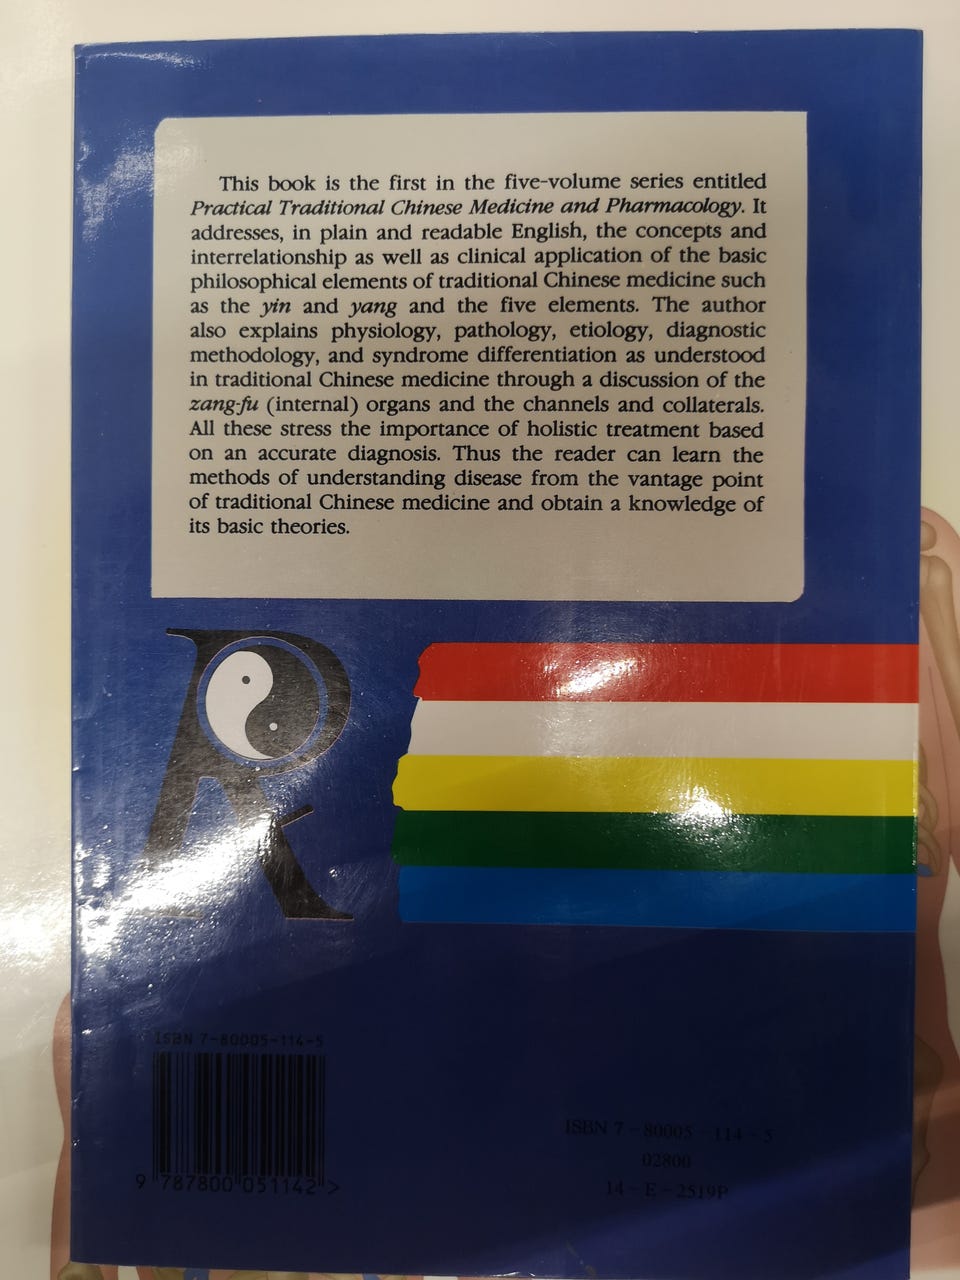 This book is the first in the five-volume series entitled
Practical Traditional Chinese Medicine and Pharmacology. It
addresses, in plain and readable English, the concepts and
interrelationship as well as clinical application of the basic
philosophical elements of traditional Chinese medicine such
as the yin and yang and the five elements. The author
also explains physiology, pathology, etiology, diagnostic
methodology, and syndrome differentiation as understood
in traditional Chinese medicine through a discussion of the
zang-fu (internal) organs and the channels and collaterals.
All these stress the importance of holistic treatment based
on an accurate diagnosis. Thus the reader can learn the
methods of understanding disease from the vantage point
of traditional Chinese medicine and obtain a knowledge of
its basic theories.
Rx
ISBN 7-80005-114-5
9 787800 051142 >
ISBN 7-80005-114-5
02800
14-E-2519P